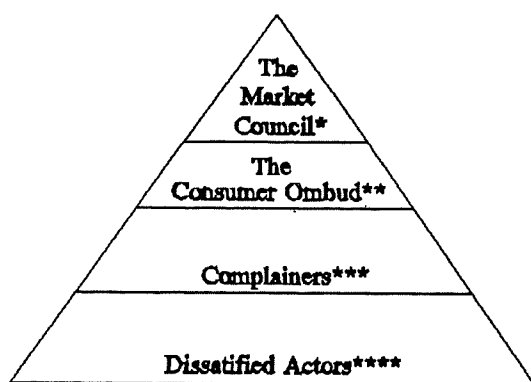 The
Market
Council*
The
Consumer Ombud**
Complainers***
Dissatified Actors****